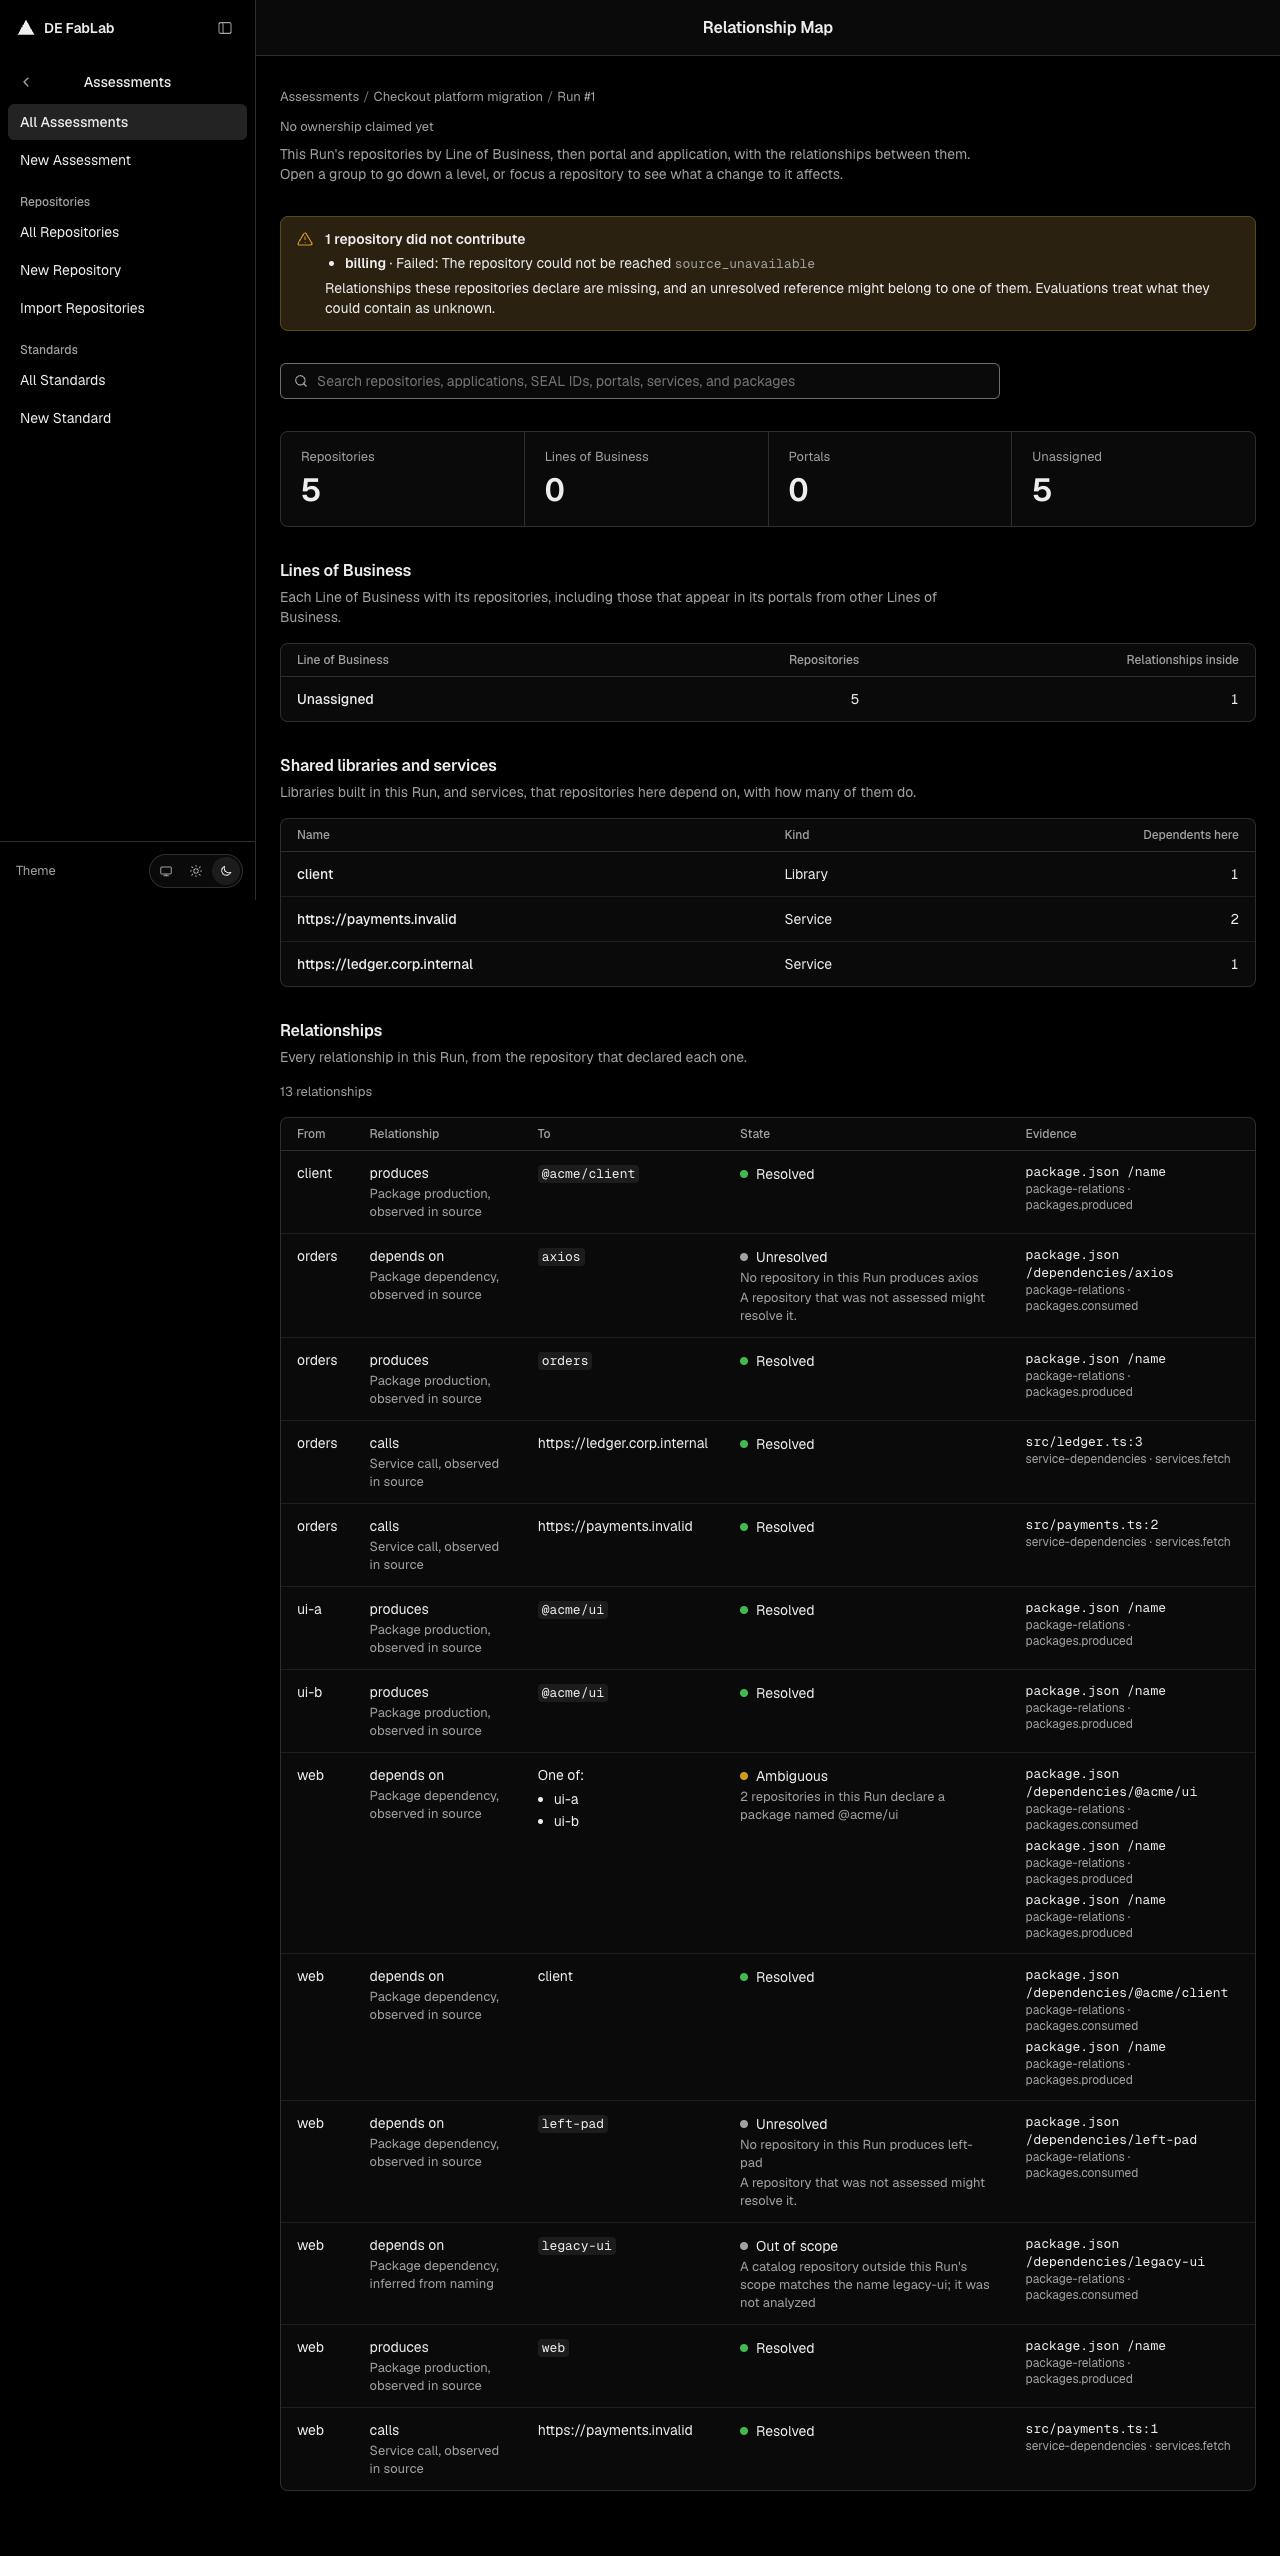 DE FabLab
Relationship Map
Assessments
All Assessments
New Assessment
Repositories
All Repositories
New Repository
Import Repositories
Standards
All Standards
New Standard
Theme
Assessments / Checkout platform migration / Run #1
No ownership claimed yet
This Run's repositories by Line of Business, then portal and application, with the relationships between them.
Open a group to go down a level, or focus a repository to see what a change to it affects.
1 repository did not contribute
• billing · Failed: The repository could not be reached source_unavailable
Relationships these repositories declare are missing, and an unresolved reference might belong to one of them. Evaluations treat what they
could contain as unknown.
Search repositories, applications, SEAL IDs, portals, services, and packages
Repositories Lines of Business Portals Unassigned
5 0 0 5
Lines of Business
Each Line of Business with its repositories, including those that appear in its portals from other Lines of
Business.
Line of Business Repositories Relationships inside
Unassigned 5 1
Shared libraries and services
Libraries built in this Run, and services, that repositories here depend on, with how many of them do.
Name Kind Dependents here
client Library 1
https://payments.invalid Service 2
https://ledger.corp.internal Service 1
Relationships
Every relationship in this Run, from the repository that declared each one.
13 relationships
From Relationship To State Evidence
client produces @acme/client Resolved package.json /name
Package production, package-relations ·
observed in source packages.produced
orders depends on axios Unresolved package.json
Package dependency, No repository in this Run produces axios /dependencies/axios
observed in source A repository that was not assessed might package-relations ·
resolve it. packages.consumed
orders produces orders Resolved package.json /name
Package production, package-relations ·
observed in source packages.produced
orders calls https://ledger.corp.internal Resolved src/ledger.ts:3
Service call, observed service-dependencies · services.fetch
in source
orders calls https://payments.invalid Resolved src/payments.ts:2
Service call, observed service-dependencies · services.fetch
in source
ui-a produces @acme/ui Resolved package.json /name
Package production, package-relations ·
observed in source packages.produced
ui-b produces @acme/ui Resolved package.json /name
Package production, package-relations ·
observed in source packages.produced
web depends on One of: Ambiguous package.json
Package dependency, • ui-a 2 repositories in this Run declare a /dependencies/@acme/ui
observed in source • ui-b package named @acme/ui package-relations ·
packages.consumed
package.json /name
package-relations ·
packages.produced
package.json /name
package-relations ·
packages.produced
web depends on client Resolved package.json
Package dependency, /dependencies/@acme/client
observed in source package-relations ·
packages.consumed
package.json /name
package-relations ·
packages.produced
web depends on left-pad Unresolved package.json
Package dependency, No repository in this Run produces left- /dependencies/left-pad
observed in source pad package-relations ·
A repository that was not assessed might packages.consumed
resolve it.
web depends on legacy-ui Out of scope package.json
Package dependency, A catalog repository outside this Run's /dependencies/legacy-ui
inferred from naming scope matches the name legacy-ui; it was package-relations ·
not analyzed packages.consumed
web produces web Resolved package.json /name
Package production, package-relations ·
observed in source packages.produced
web calls https://payments.invalid Resolved src/payments.ts:1
Service call, observed service-dependencies · services.fetch
in source